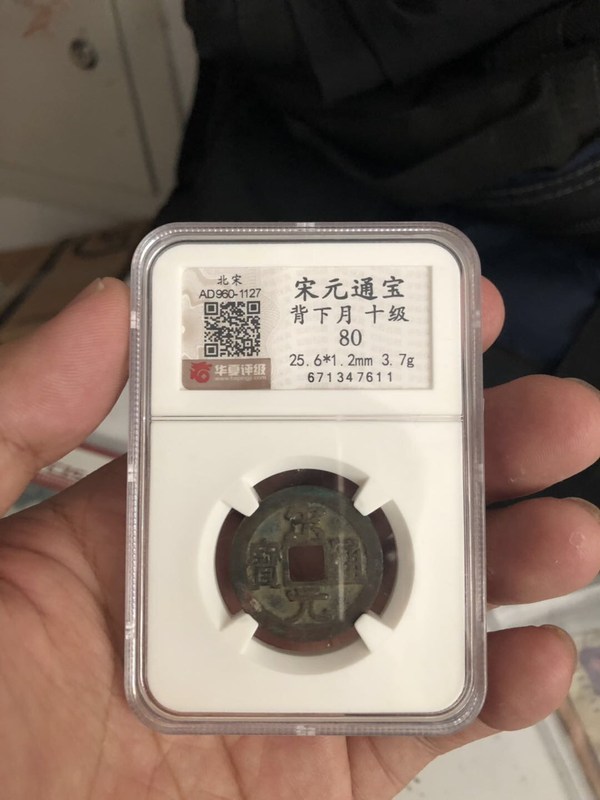 北宋
AD960-1127
华夏评级
宋元通宝
背下月 十级
80
25.6*1.2mm 3.7g
671347611
宋
寶 通
元